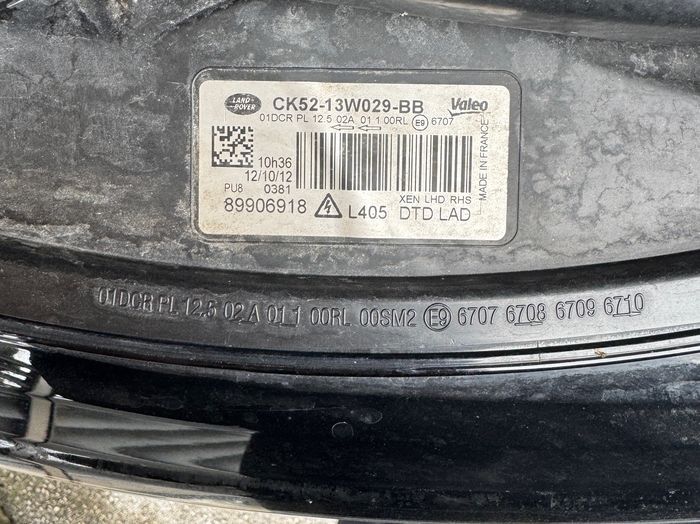 LAND ROVER
CK52-13W029-BB
Valeo
01DCR PL 12.5 02A 01 1 00RL E9 6707
10h36
12/10/12
PU8 0381
XEN LHD RHS
89906918
L405
DTD LAD
MADE IN FRANCE
01DCR PL 12.5 02 A 01 1 00RL 00SM2 E9 6707 6708 6709 6710